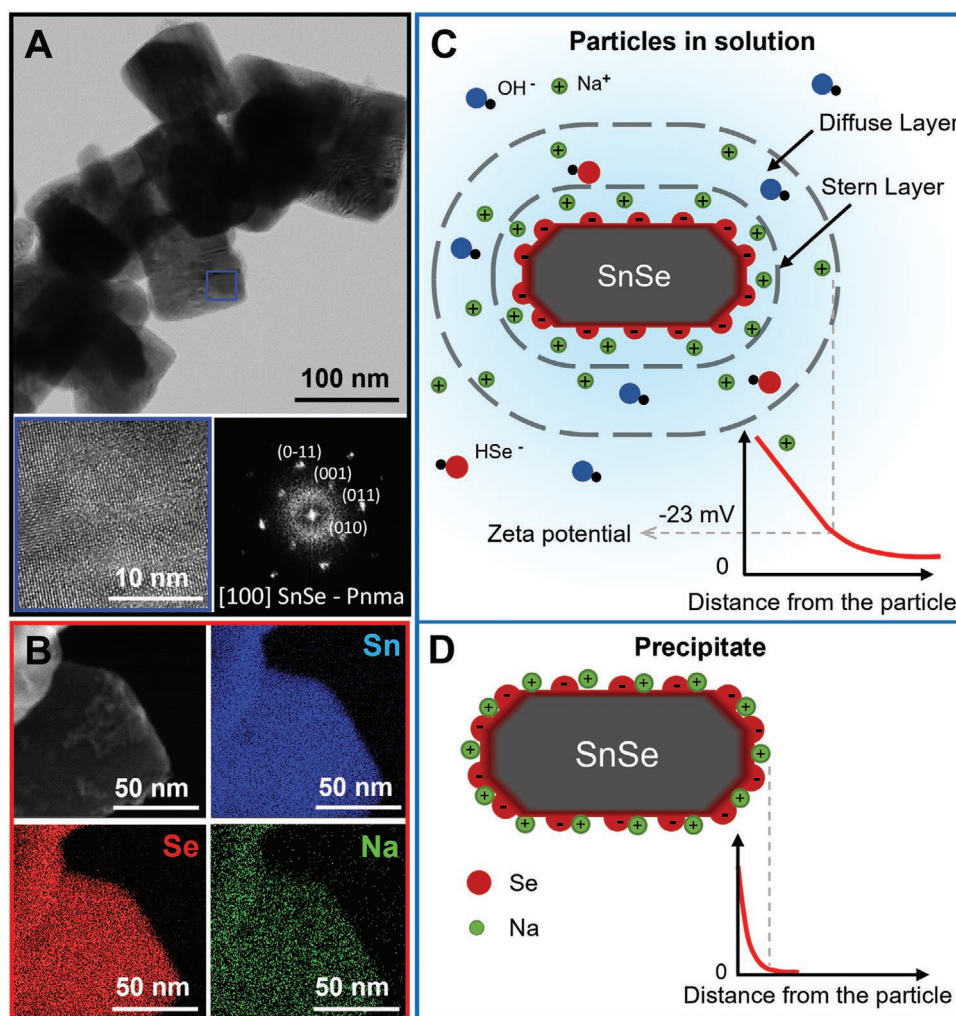 A
100 nm
10 nm
(0-11)
(001)
(011)
(010)
[100] SnSe - Pnma
B
50 nm
Sn
50 nm
Se
50 nm
Na
50 nm
C
Particles in solution
OH-
Na+
Diffuse Layer
Stern Layer
SnSe
HSe-
-23 mV
Zeta potential
0
Distance from the particle
D
Precipitate
SnSe
Se
Na
0
Distance from the particle